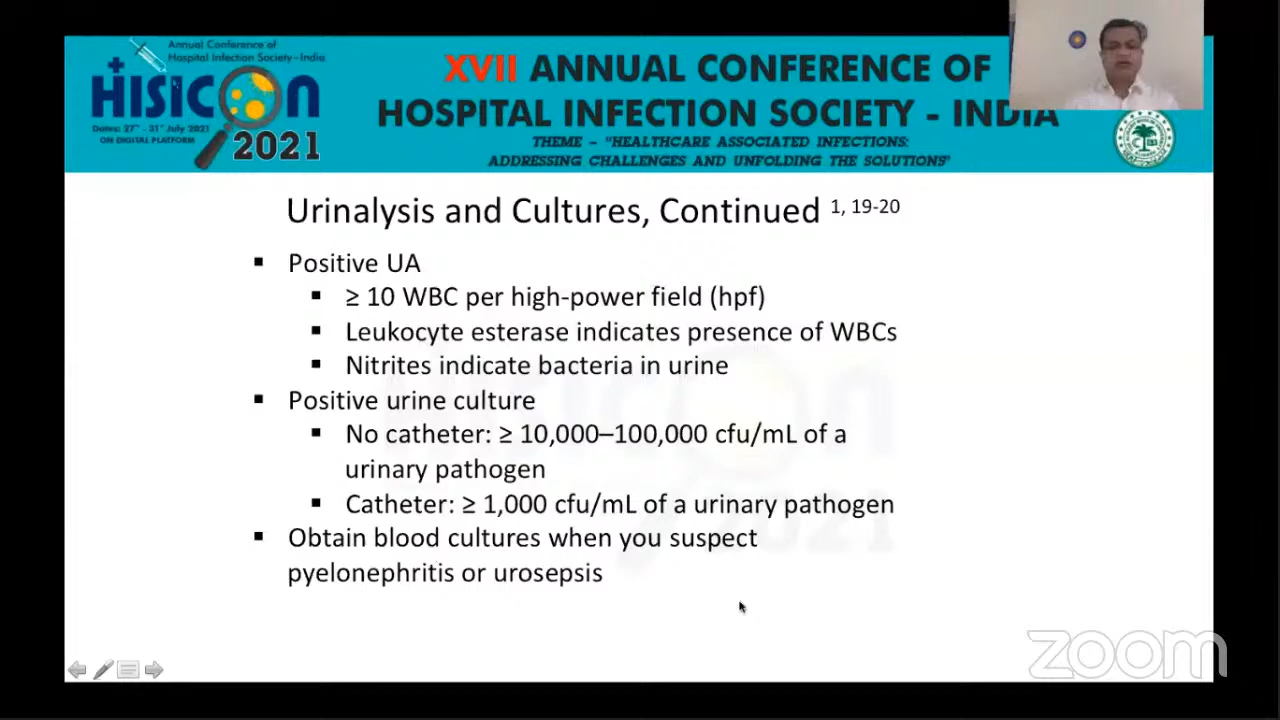 Annual Conference of
Hospital Infection Society-India
HISICON
Dates: 27th - 31st July 2021
ON DIGITAL PLATFORM
2021
XVII ANNUAL CONFERENCE OF
HOSPITAL INFECTION SOCIETY - INDIA
THEME - "HEALTHCARE ASSOCIATED INFECTIONS:
ADDRESSING CHALLENGES AND UNFOLDING THE SOLUTIONS"
Urinalysis and Cultures, Continued 1, 19-20
▪ Positive UA
▪ ≥ 10 WBC per high-power field (hpf)
▪ Leukocyte esterase indicates presence of WBCs
▪ Nitrites indicate bacteria in urine
▪ Positive urine culture
▪ No catheter: ≥ 10,000–100,000 cfu/mL of a
urinary pathogen
▪ Catheter: ≥ 1,000 cfu/mL of a urinary pathogen
▪ Obtain blood cultures when you suspect
pyelonephritis or urosepsis
HISICON
2021
zoom